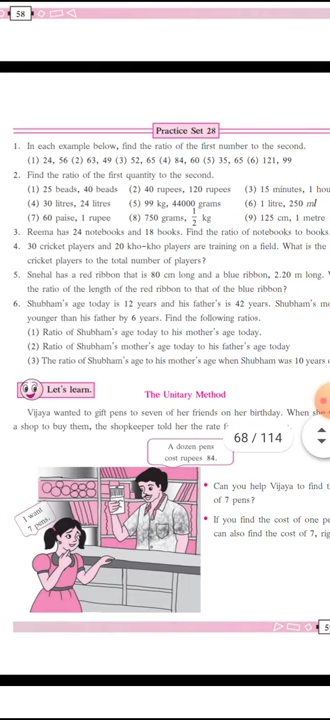 58
Practice Set 28
1. In each example below, find the ratio of the first number to the second.
(1) 24, 56 (2) 63, 49 (3) 52, 65 (4) 84, 60 (5) 35, 65 (6) 121, 99
2. Find the ratio of the first quantity to the second.
(1) 25 beads, 40 beads (2) 40 rupees, 120 rupees (3) 15 minutes, 1 hou
(4) 30 litres, 24 litres (5) 99 kg, 44000 grams (6) 1 litre, 250 ml
(7) 60 paise, 1 rupee (8) 750 grams, 1/2 kg (9) 125 cm, 1 metre
3. Reema has 24 notebooks and 18 books. Find the ratio of notebooks to books.
4. 30 cricket players and 20 kho-kho players are training on a field. What is the
cricket players to the total number of players?
5. Snehal has a red ribbon that is 80 cm long and a blue ribbon, 2.20 m long.
the ratio of the length of the red ribbon to that of the blue ribbon?
6. Shubham's age today is 12 years and his father's is 42 years. Shubham's mo
younger than his father by 6 years. Find the following ratios.
(1) Ratio of Shubham's age today to his mother's age today.
(2) Ratio of Shubham's mother's age today to his father's age today
(3) The ratio of Shubham's age to his mother's age when Shubham was 10 years
Let's learn.
The Unitary Method
Vijaya wanted to gift pens to seven of her friends on her birthday. When she
a shop to buy them, the shopkeeper told her the rate f
68 / 114
A dozen pens
cost rupees 84.
I want
7 pens.
• Can you help Vijaya to find t
of 7 pens?
• If you find the cost of one pe
can also find the cost of 7, rig
5